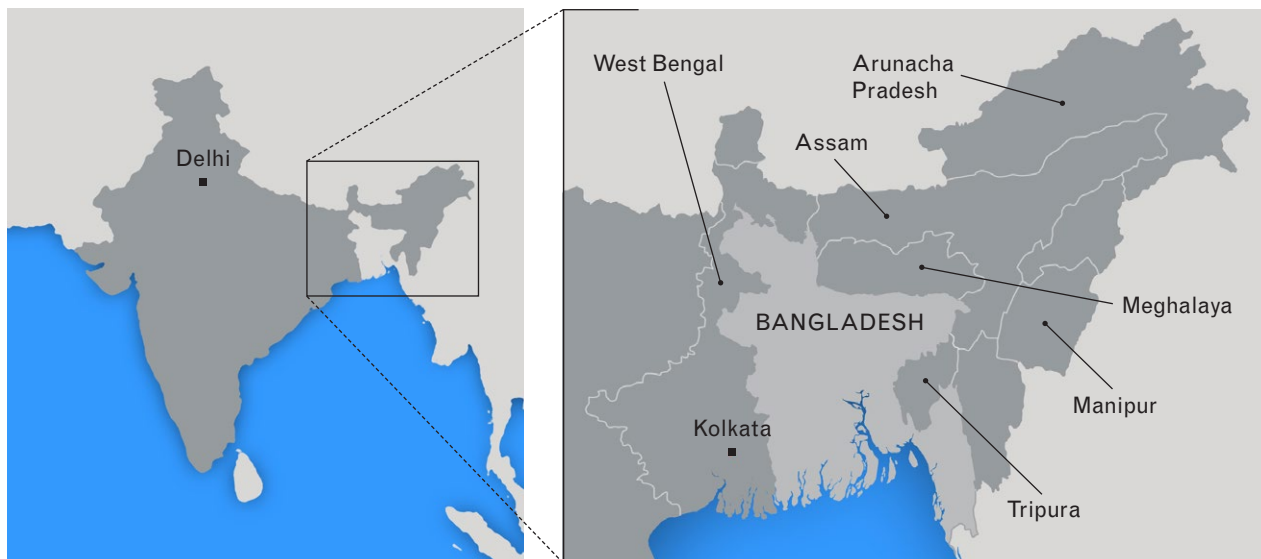 Delhi
West Bengal
Arunacha
Pradesh
Assam
BANGLADESH
Meghalaya
Manipur
Kolkata
Tripura